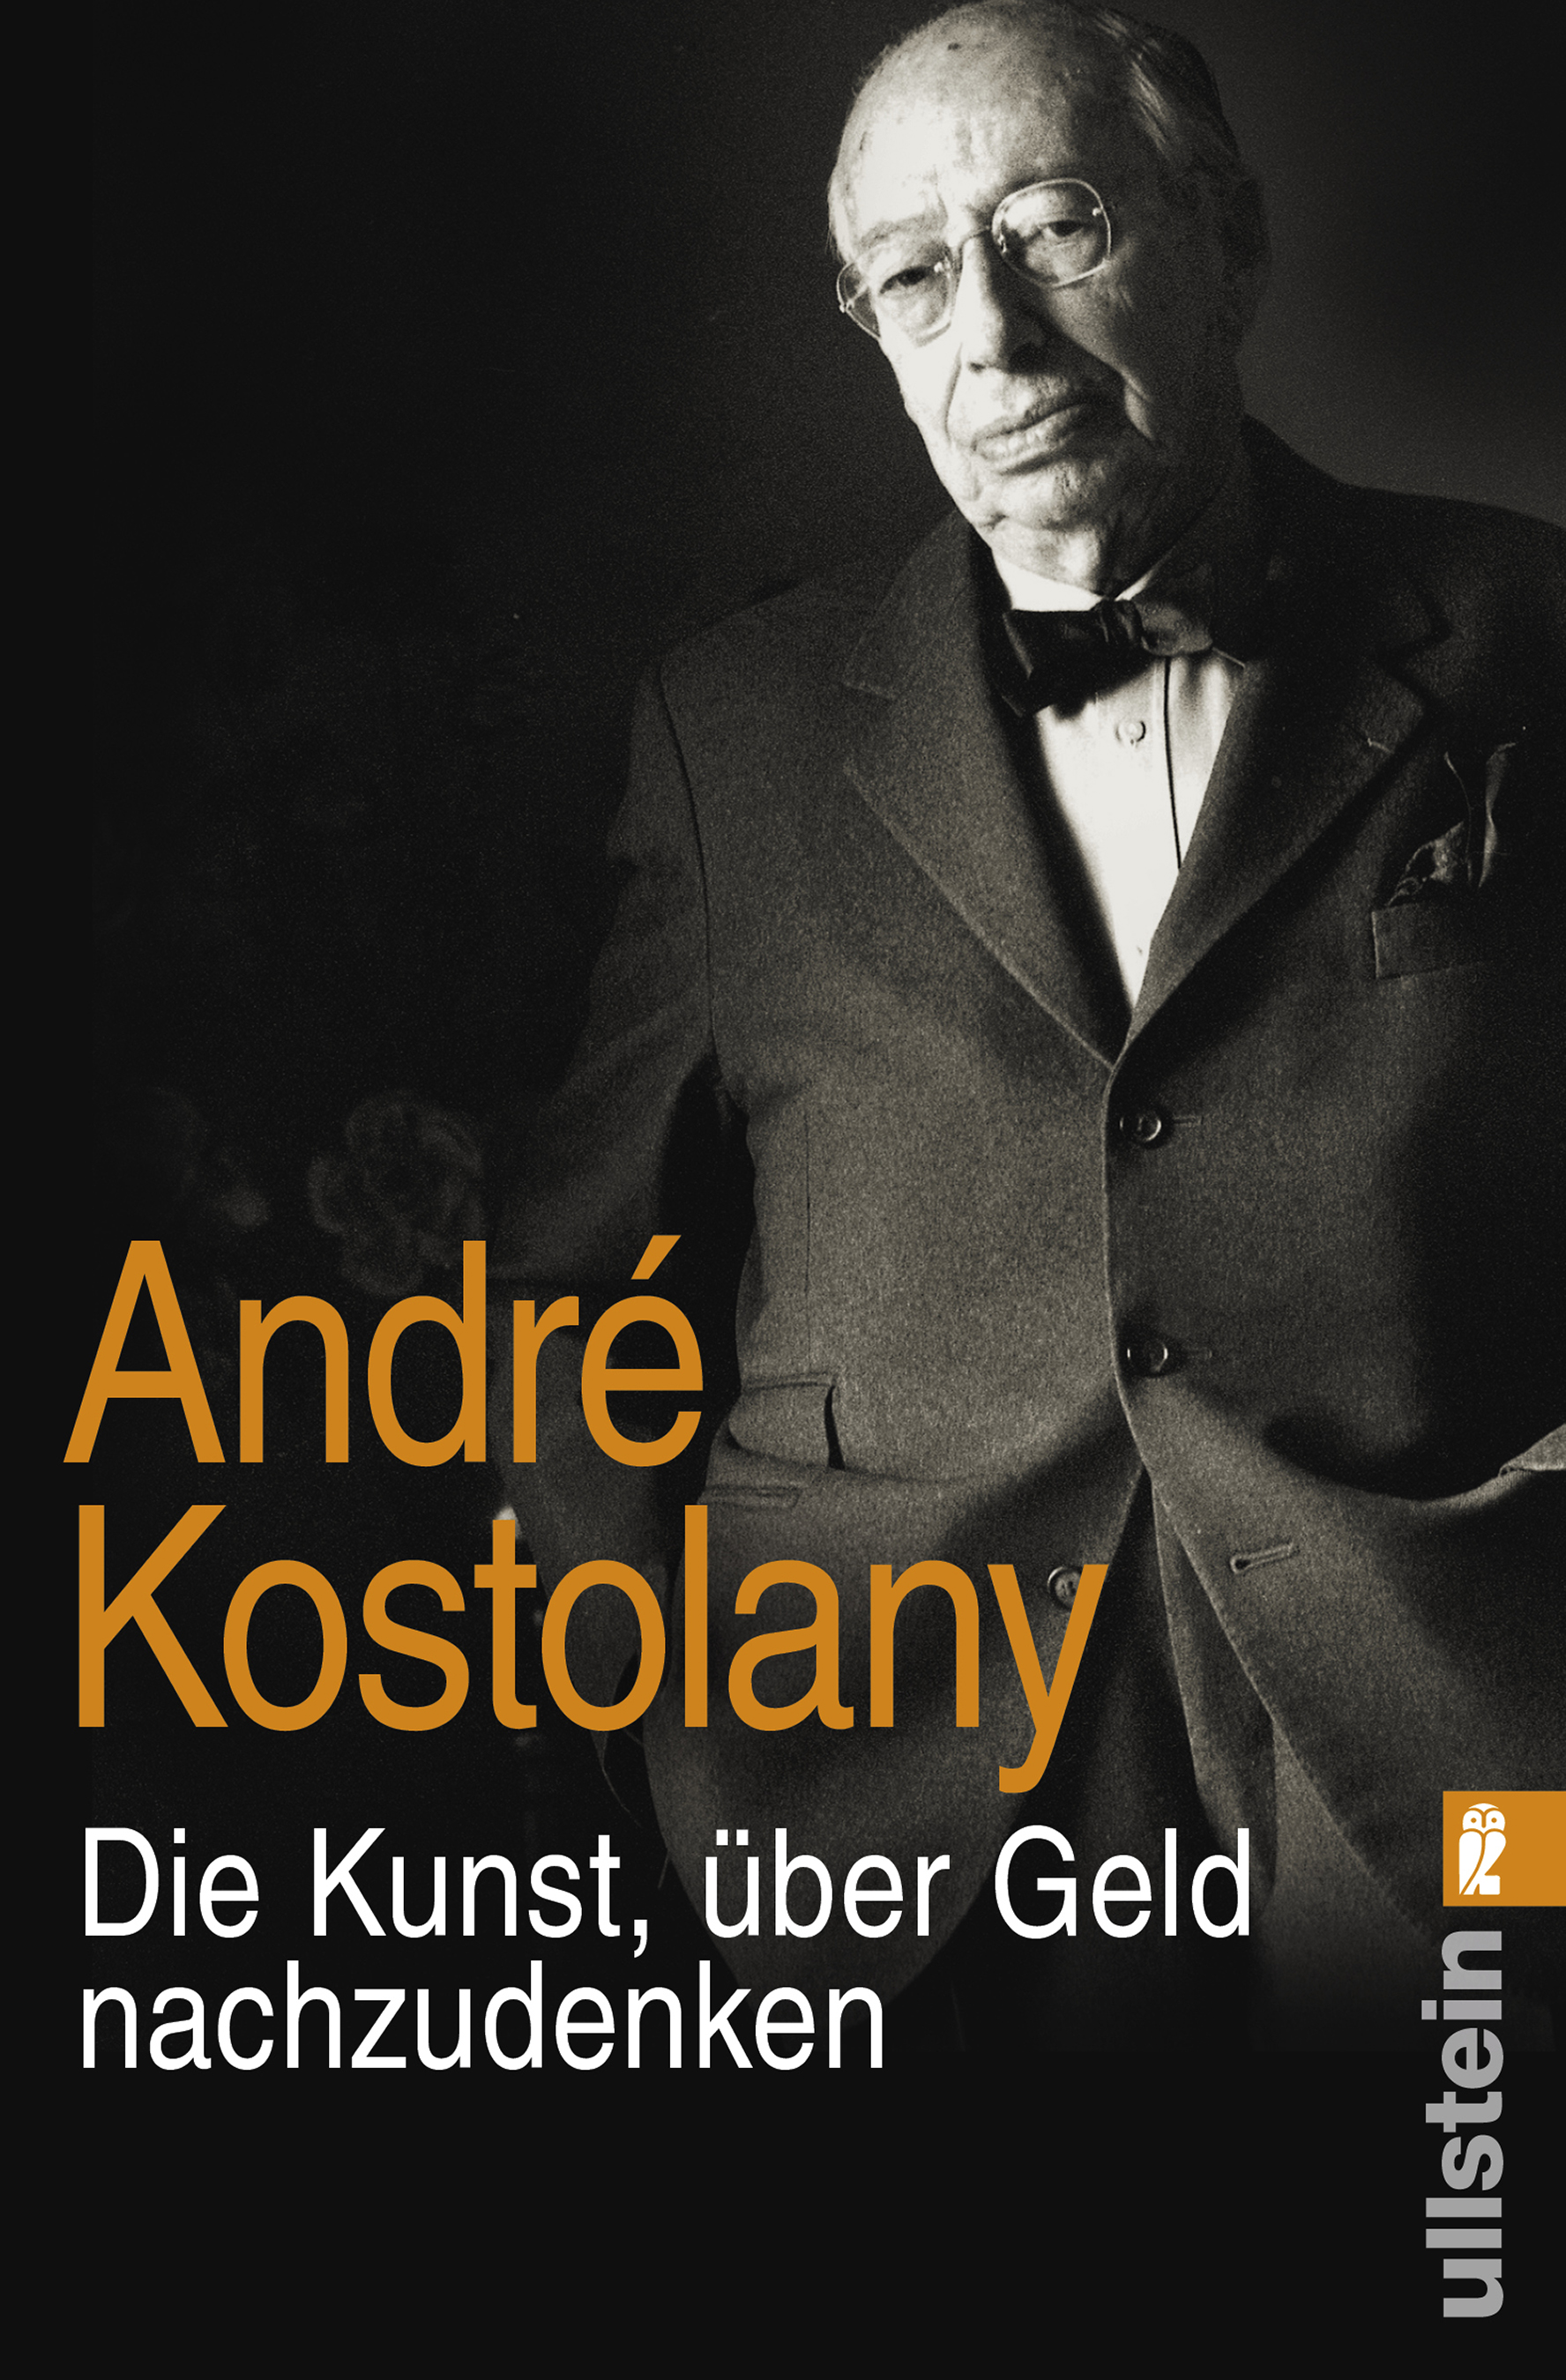 André
Kostolany
Die Kunst, über Geld
nachzudenken
ullstein